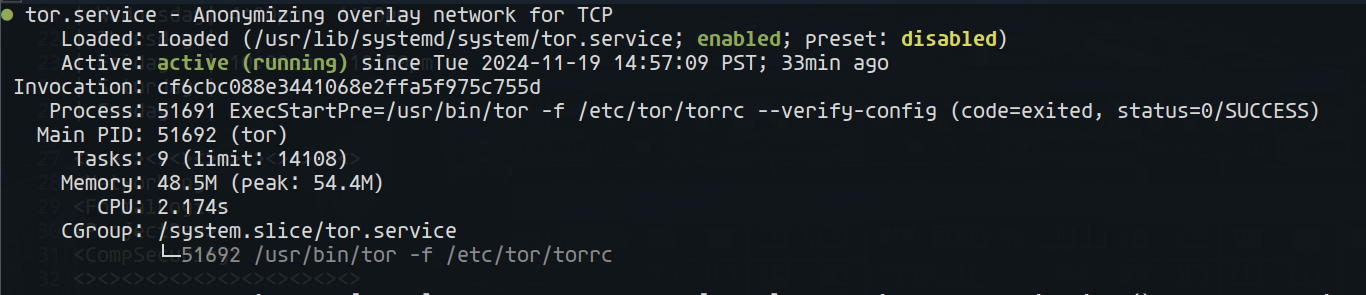 ● tor.service - Anonymizing overlay network for TCP
Loaded: loaded (/usr/lib/systemd/system/tor.service; enabled; preset: disabled)
Active: active (running) since Tue 2024-11-19 14:57:09 PST; 33min ago
Invocation: cf6cbc088e3441068e2ffa5f975c755d
Process: 51691 ExecStartPre=/usr/bin/tor -f /etc/tor/torrc --verify-config (code=exited, status=0/SUCCESS)
Main PID: 51692 (tor)
Tasks: 9 (limit: 14108)
Memory: 48.5M (peak: 54.4M)
CPU: 2.174s
CGroup: /system.slice/tor.service
└─51692 /usr/bin/tor -f /etc/tor/torrc